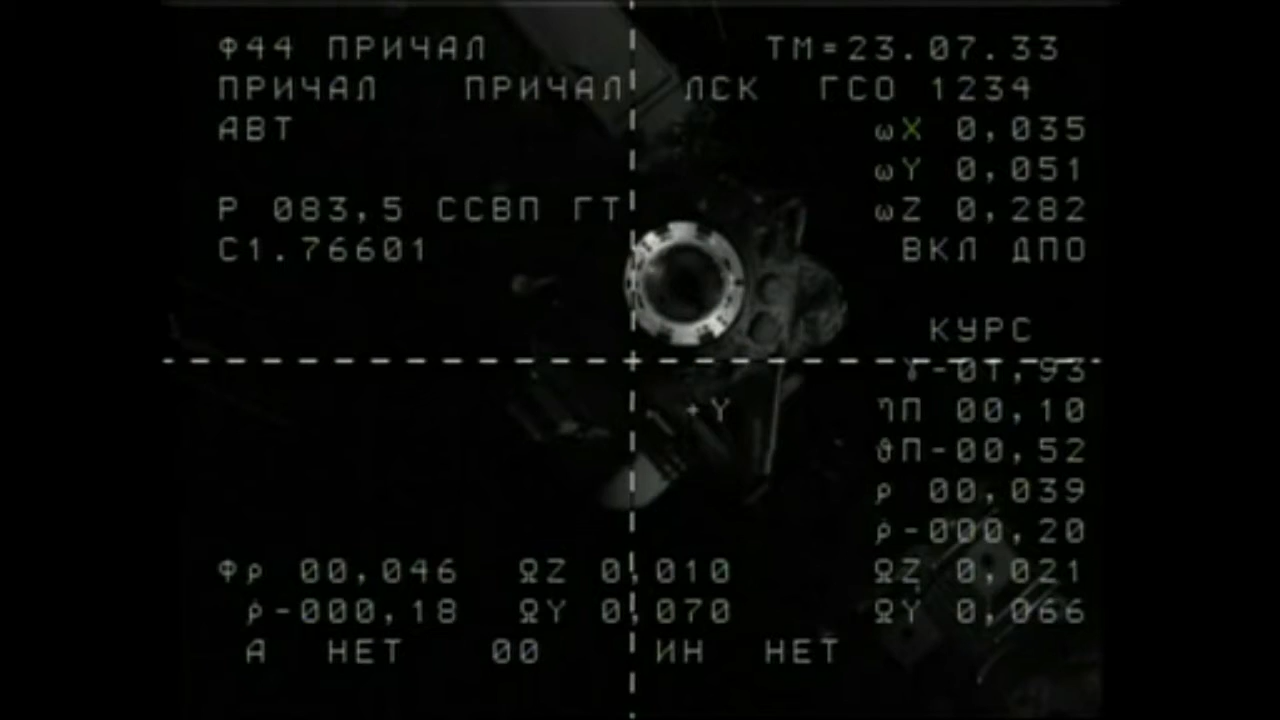 Ф44 ПРИЧАЛ ТМ=23.07.33
ПРИЧАЛ ПРИЧАЛ ЛСК ГСО 1234
АВТ ωX 0,035
ωY 0,051
Р 083,5 ССВП ГТ ωZ 0,282
С1.76601 ВКЛ ДПО
КУРС
γ-01,93
+Y ηП 00,10
ϑП-00,52
ρ 00,039
ρ̇-000,20
Фρ 00,046 ΩZ 0,010 ΩZ 0,021
ρ̇-000,18 ΩY 0,070 ΩY 0,066
А НЕТ 00 ИН НЕТ